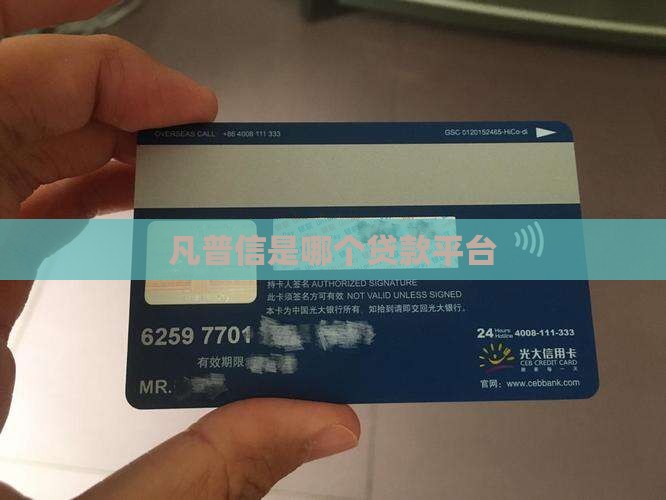 OVERSEAS CALL: +86 4008 111 333
GSC 0120152465-HiCo-di
凡普信是哪个贷款平台
持卡人签名 AUTHORIZED SIGNATURE
此卡须签名方可有效 NOT VALID UNLESS SIGNED
本卡为中国光大银行所有，如拾到请即交回光大银行。
6259 7701
24 Hours Hotline 4008-111-333
有效期限
光大信用卡
CEB CREDIT CARD
MR.
官网：www.cebbank.com